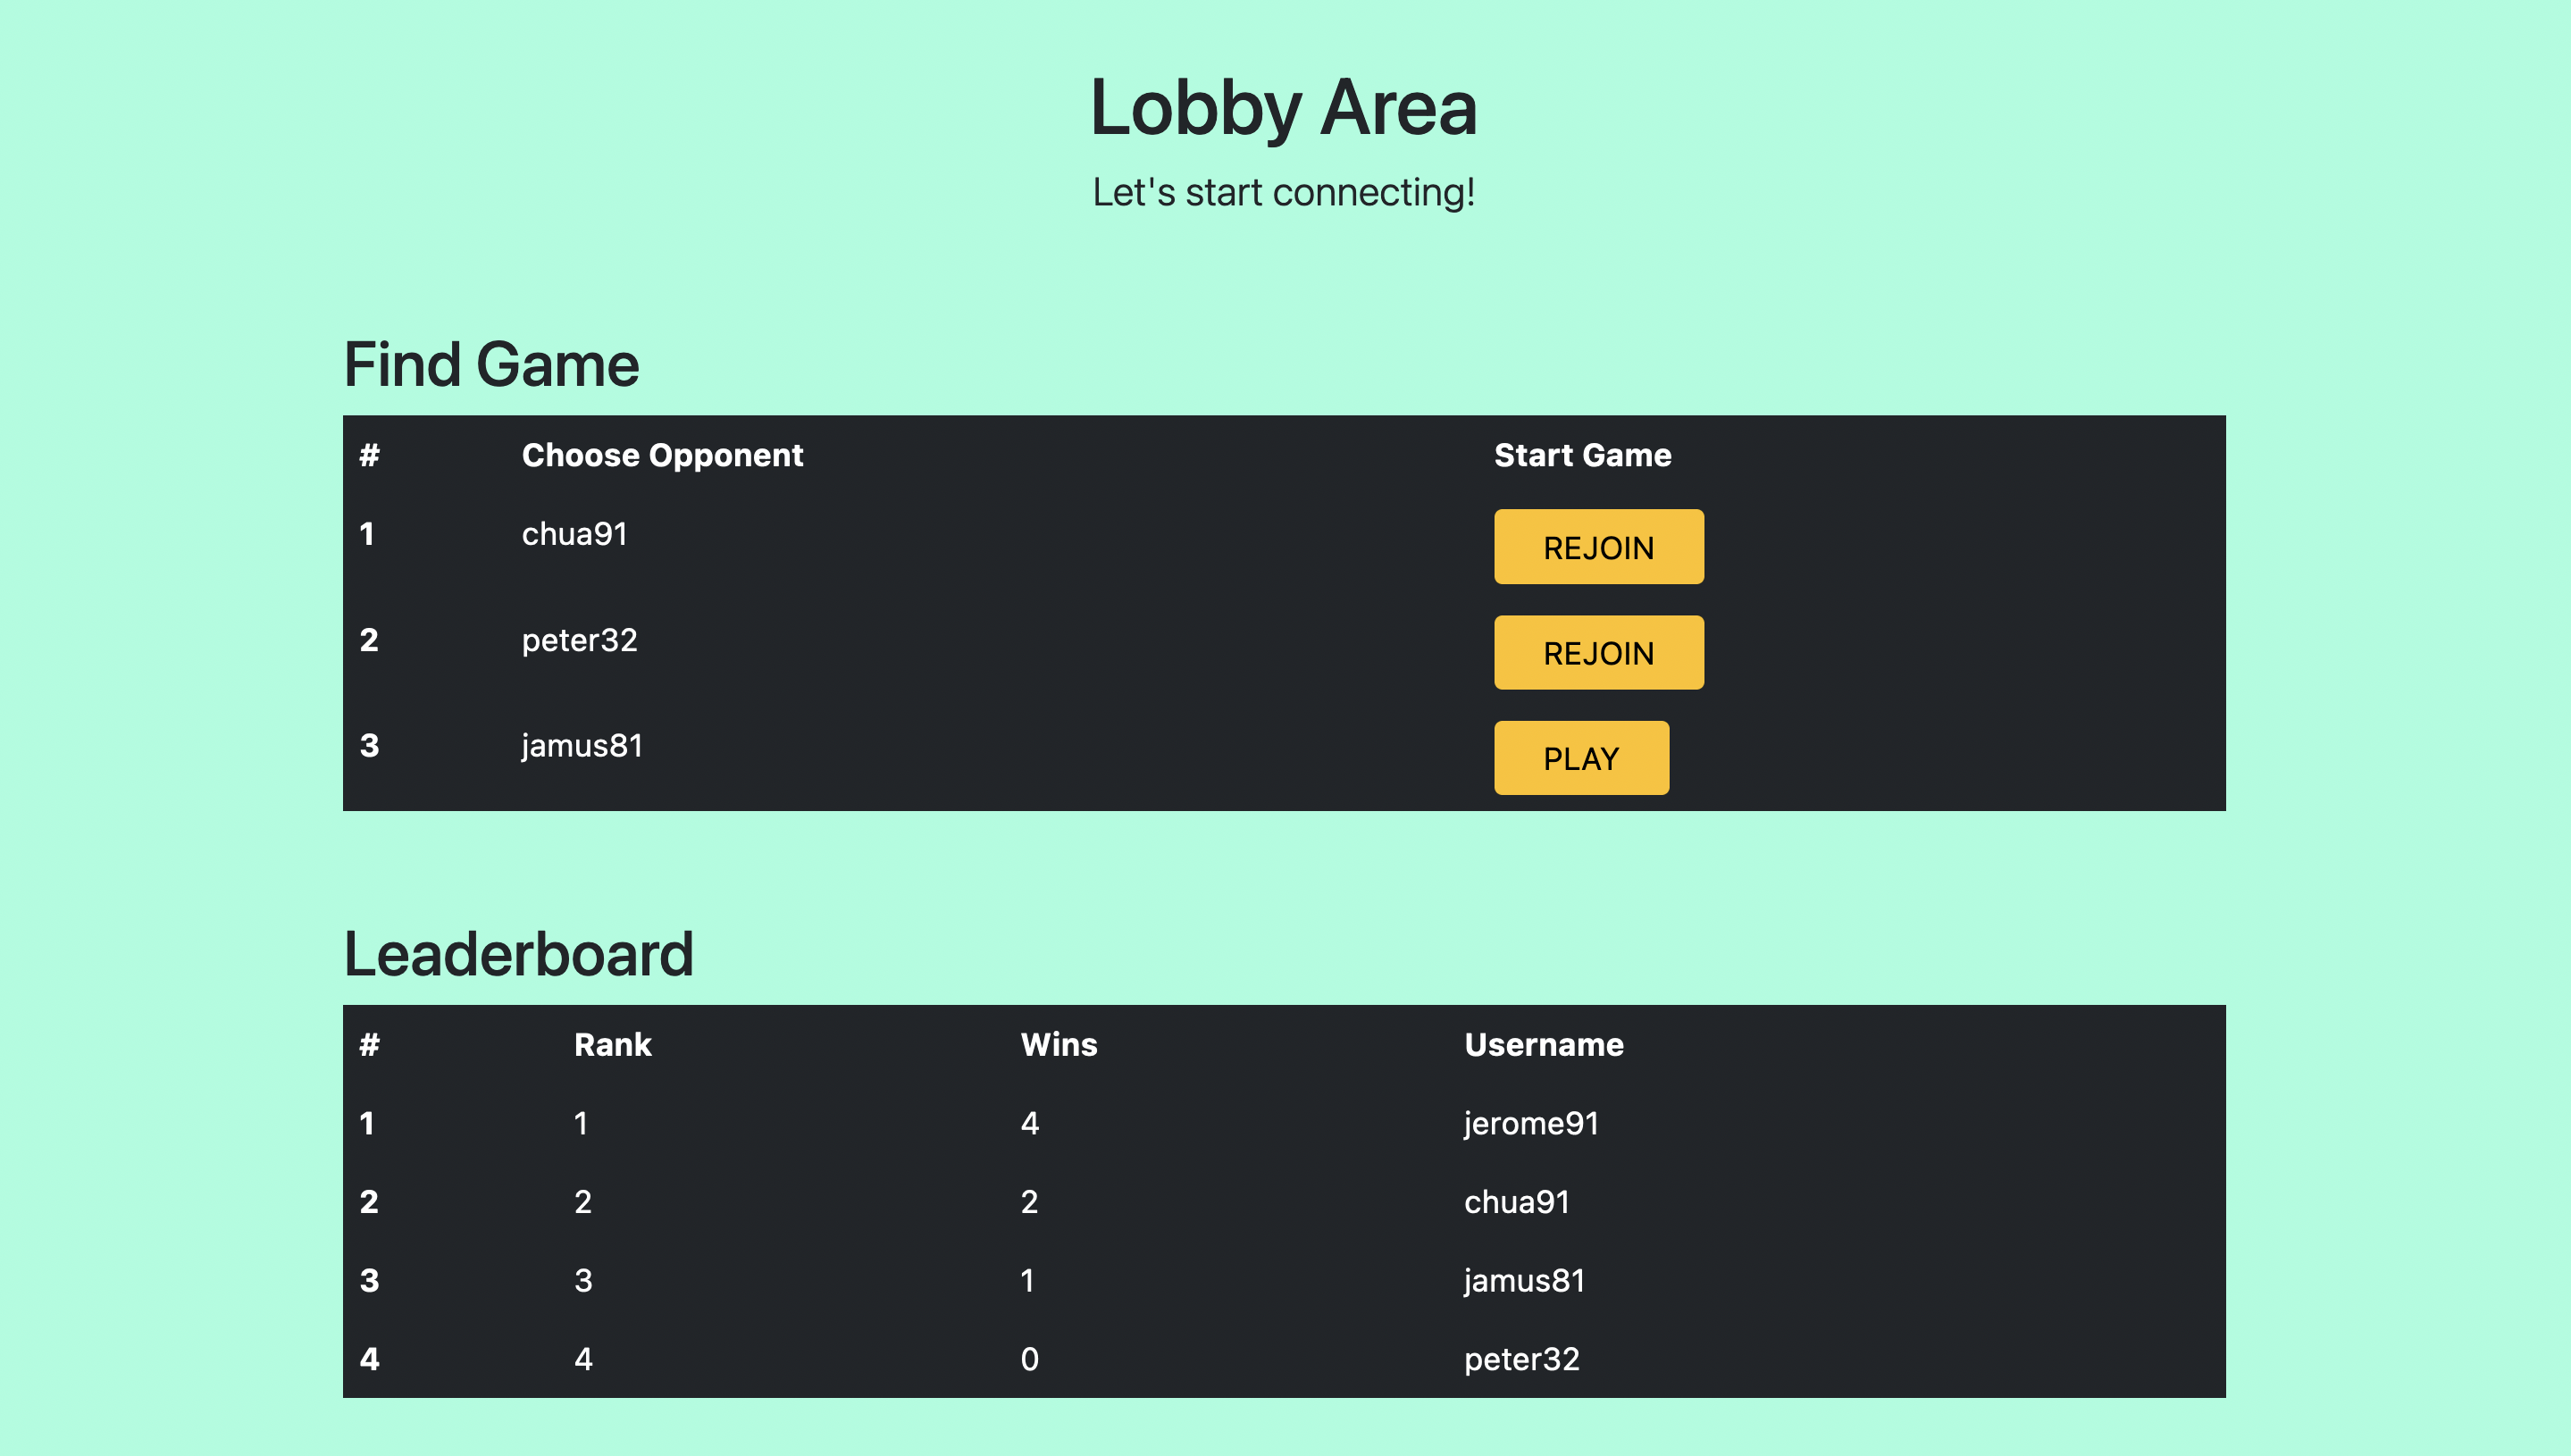 Lobby Area
Let's start connecting!
Find Game
# Choose Opponent Start Game
1 chua91 REJOIN
2 peter32 REJOIN
3 jamus81 PLAY
Leaderboard
# Rank Wins Username
1 1 4 jerome91
2 2 2 chua91
3 3 1 jamus81
4 4 0 peter32